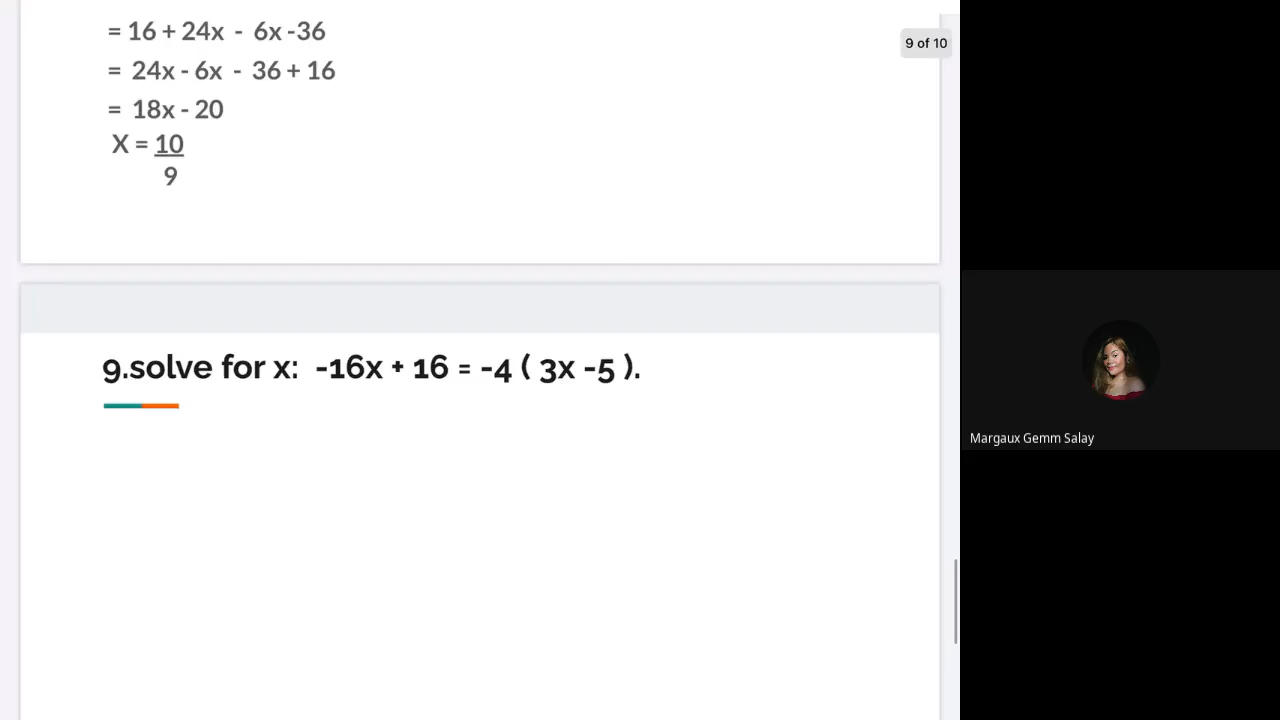 = 16 + 24x - 6x -36
= 24x - 6x - 36 + 16
= 18x - 20
X = 10
9
9 of 10
9.solve for x: -16x + 16 = -4 ( 3x -5 ).
Margaux Gemm Salay